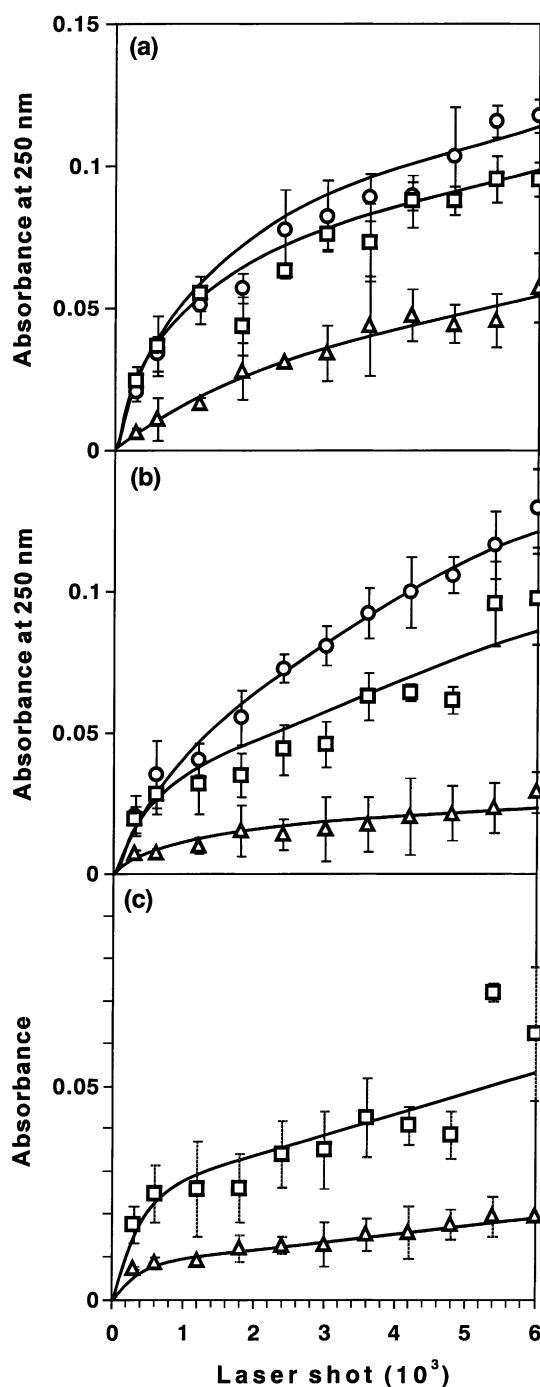 0.15
(a)
0.1
0.05
0
Absorbance at 250 nm
(b)
0.1
0.05
0
Absorbance at 250 nm
(c)
0.05
0
Absorbance
0 1 2 3 4 5 6
Laser shot (10³)